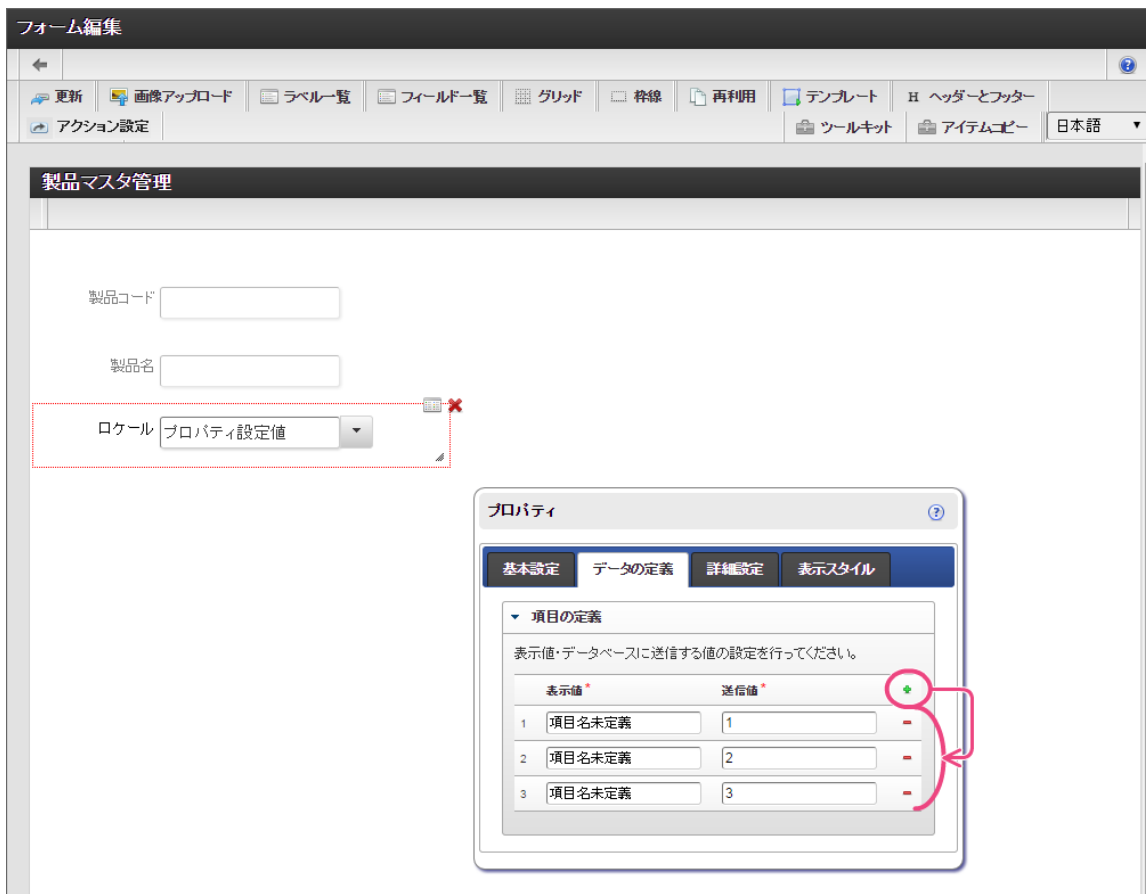 フォーム編集
更新 画像アップロード ラベル一覧 フィールド一覧 グリッド 枠線 再利用 テンプレート H ヘッダーとフッター
アクション設定 ツールキット アイテムコピー 日本語
製品マスタ管理
製品コード
製品名
ロケール プロパティ設定値
プロパティ
基本設定 データの定義 詳細設定 表示スタイル
項目の定義
表示値・データベースに送信する値の設定を行ってください。
表示値* 送信値*
1 項目名未定義 1
2 項目名未定義 2
3 項目名未定義 3